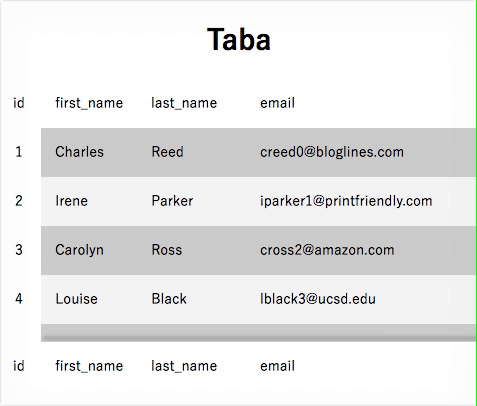 Taba
id first_name last_name email
1 Charles Reed creed0@bloglines.com
2 Irene Parker iparker1@printfriendly.com
3 Carolyn Ross cross2@amazon.com
4 Louise Black lblack3@ucsd.edu
id first_name last_name email